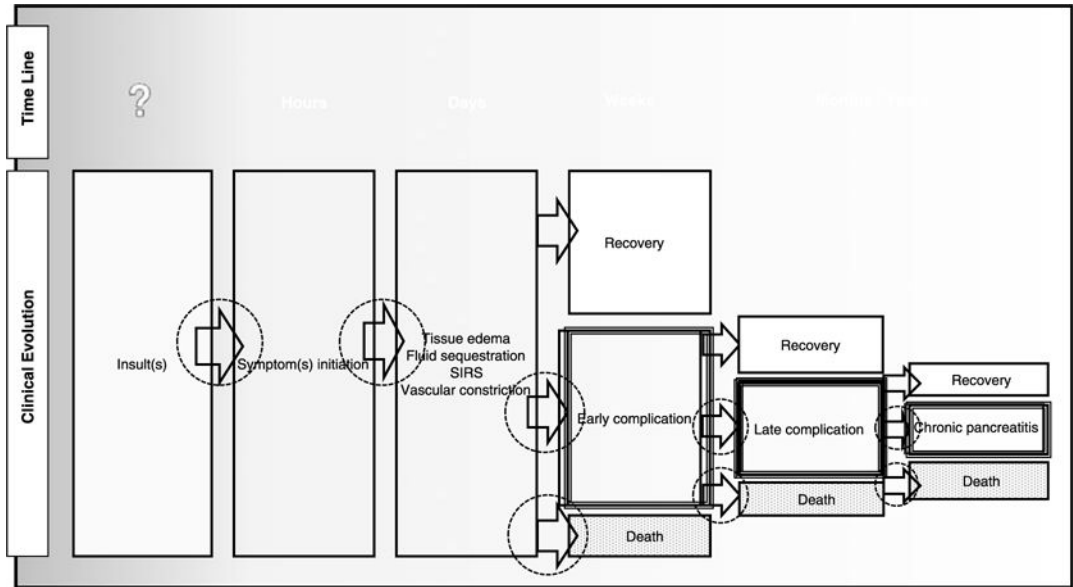 Time Line
?
Hours
Days
Weeks
Clinical Evolution
Insult(s)
Symptom(s) initiation
Tissue edema
Fluid sequestration
SIRS
Vascular constriction
Recovery
Early complication
Death
Recovery
Late complication
Death
Recovery
Chronic pancreatitis
Death